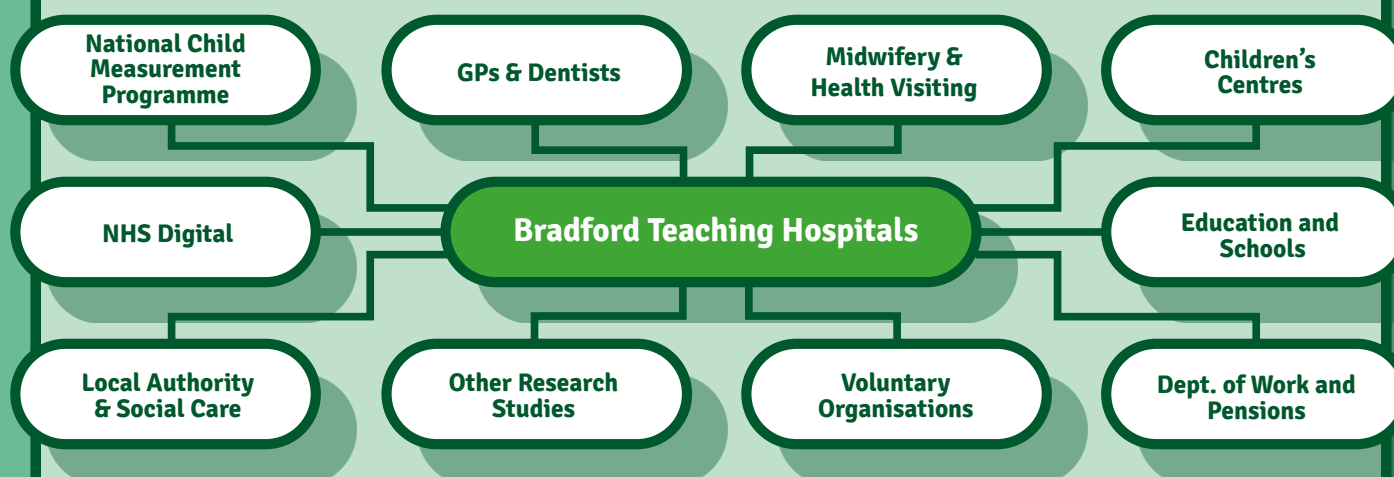 National Child
Measurement
Programme
GPs & Dentists
Midwifery &
Health Visiting
Children’s
Centres
NHS Digital
Bradford Teaching Hospitals
Education and
Schools
Local Authority
& Social Care
Other Research
Studies
Voluntary
Organisations
Dept. of Work and
Pensions